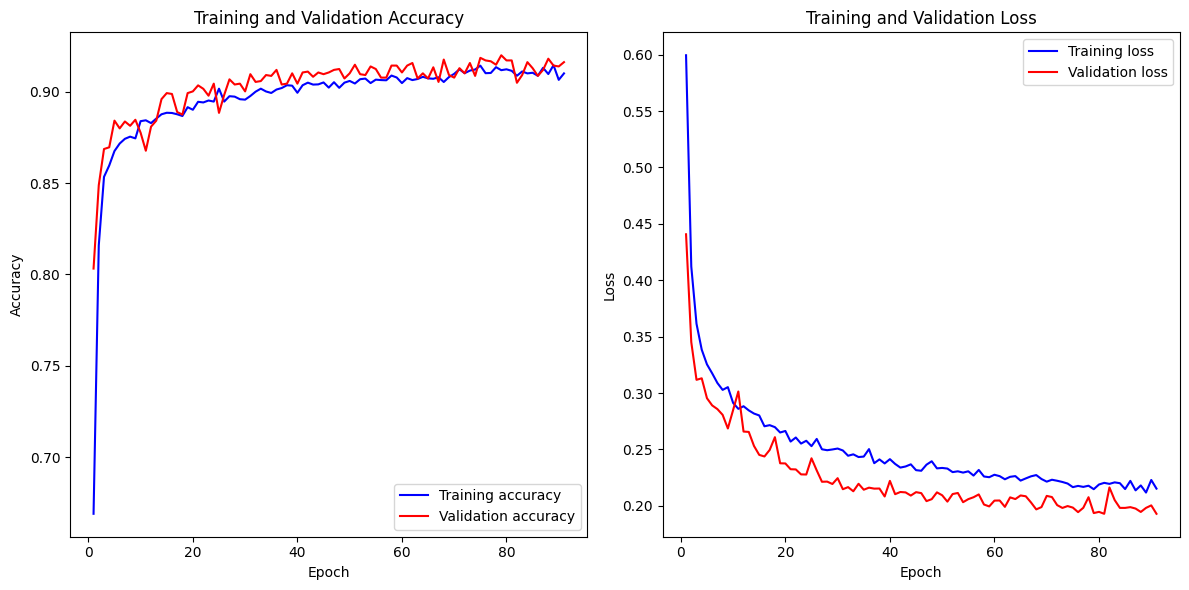 Training and Validation Accuracy
Accuracy
0.90
0.85
0.80
0.75
0.70
Training accuracy
Validation accuracy
0
20
40
60
80
Epoch
Training and Validation Loss
Loss
0.60
0.55
0.50
0.45
0.40
0.35
0.30
0.25
0.20
Training loss
Validation loss
0
20
40
60
80
Epoch